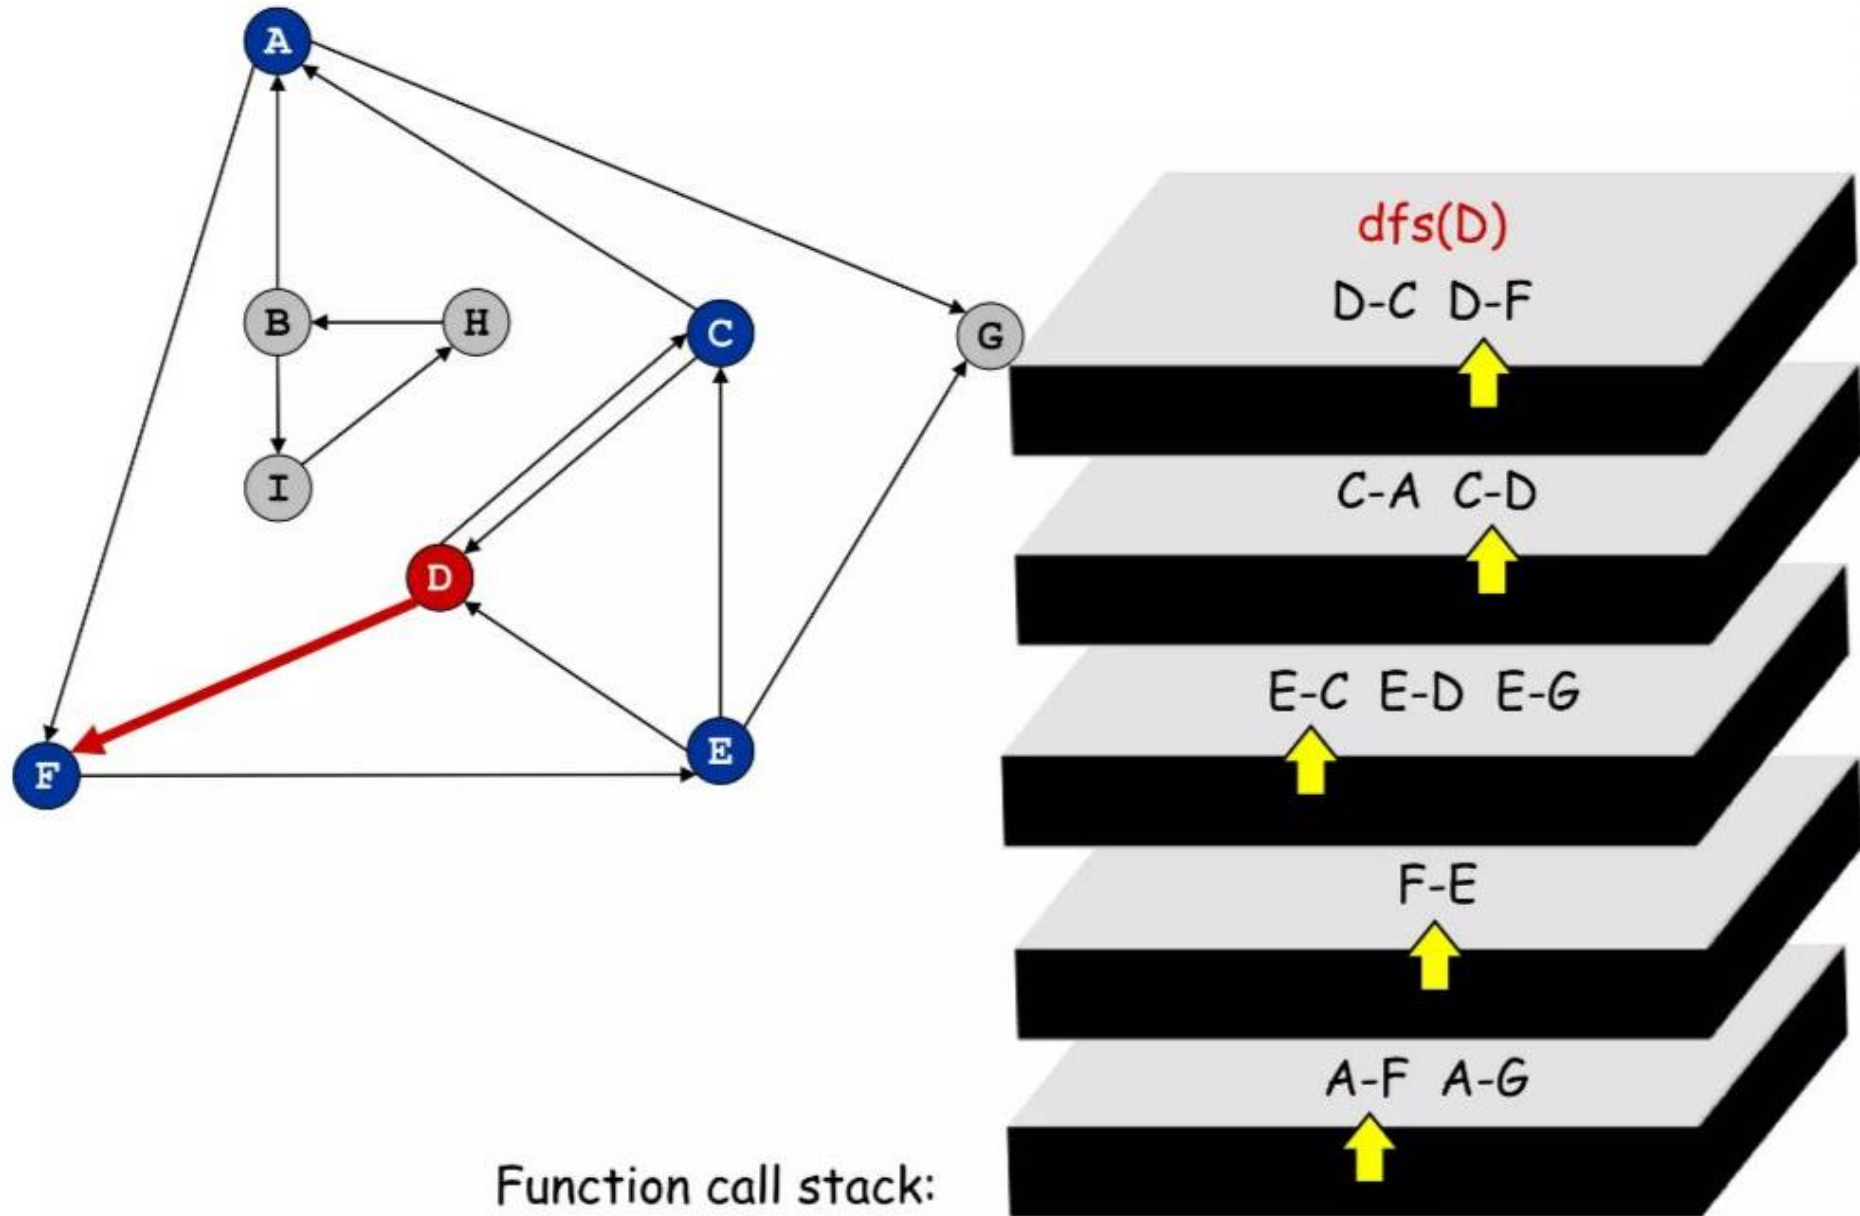 A
B
H
C
G
I
D
E
F
dfs(D)
D-C D-F
C-A C-D
E-C E-D E-G
F-E
A-F A-G
Function call stack: